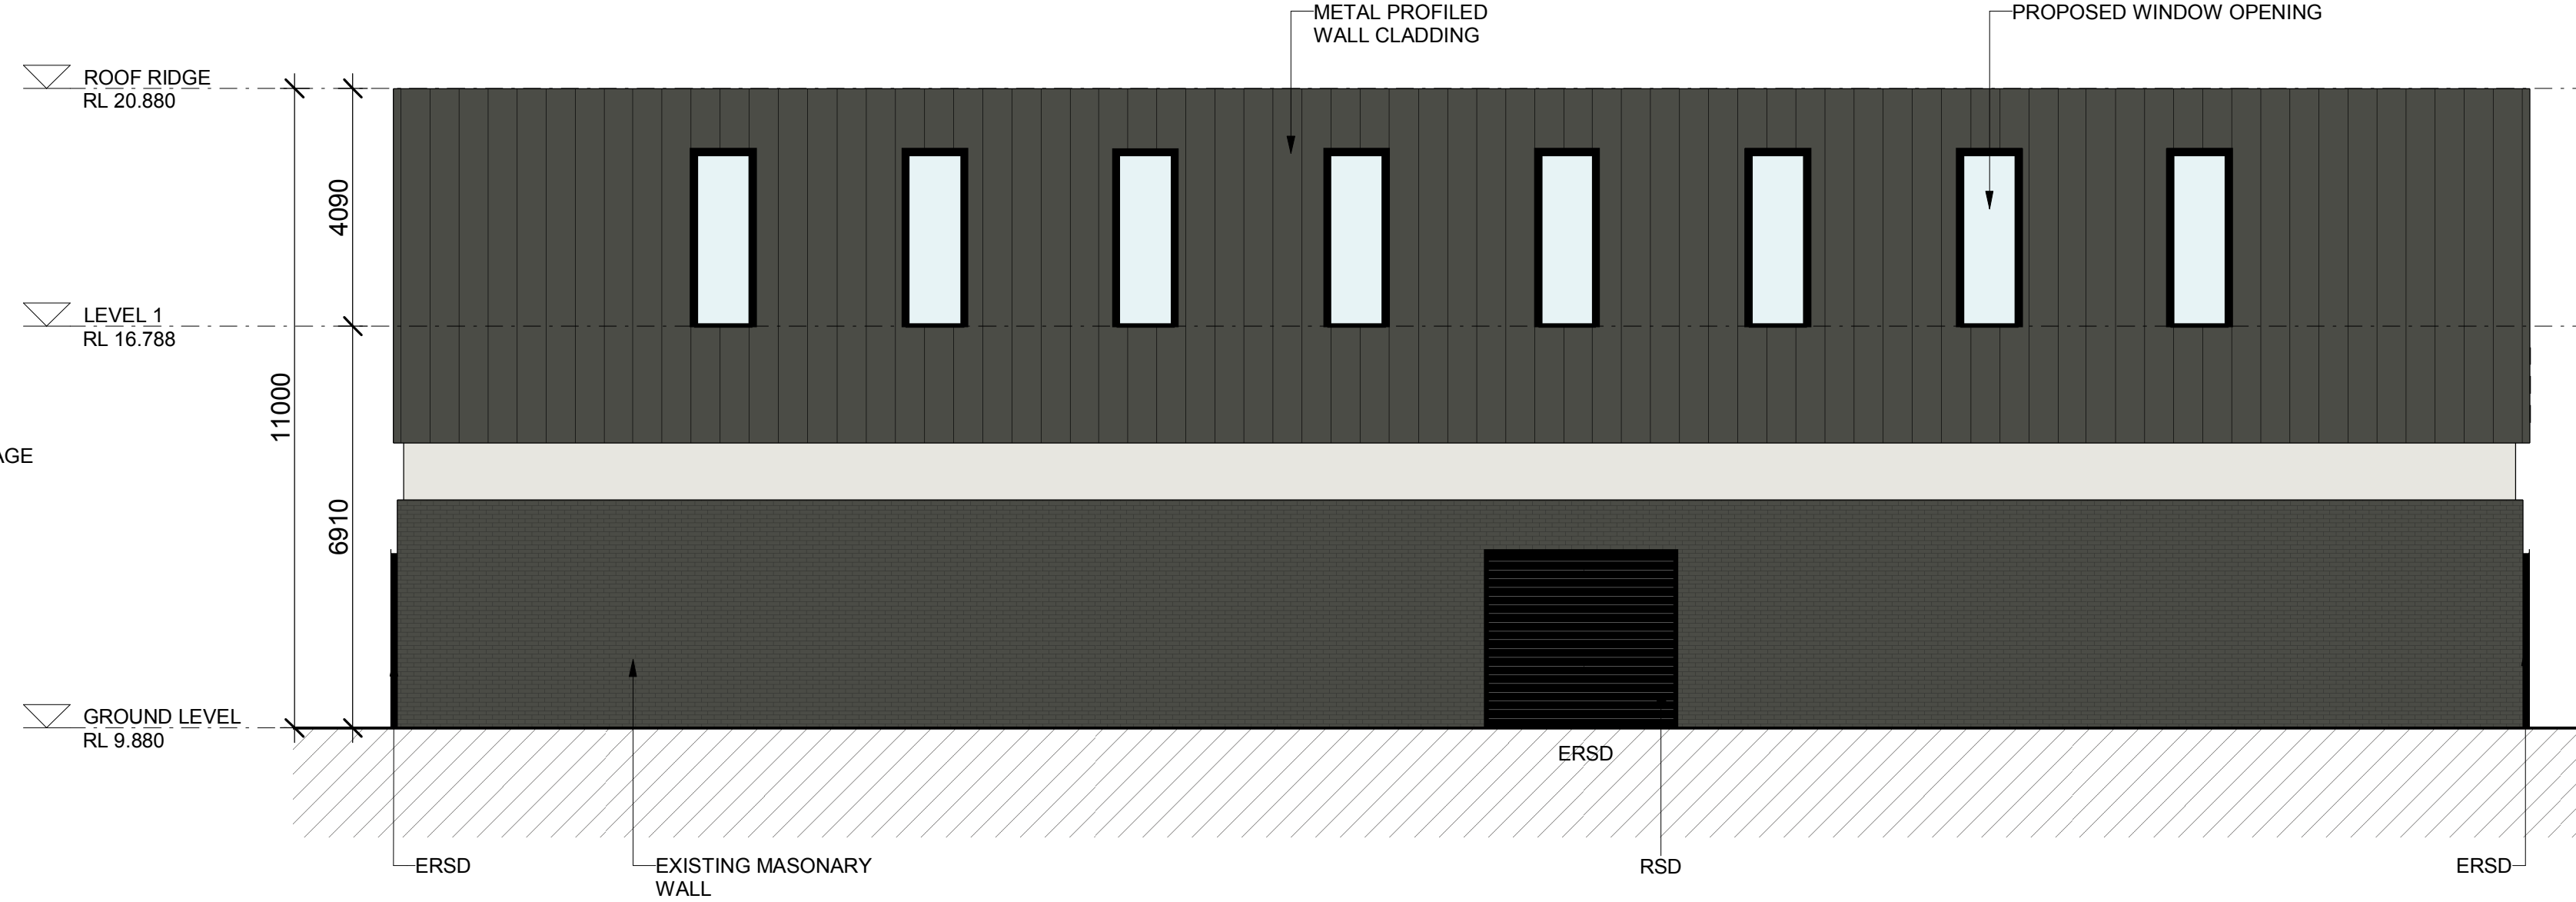 METAL PROFILED
WALL CLADDING
PROPOSED WINDOW OPENING
ROOF RIDGE
RL 20.880
4090
LEVEL 1
RL 16.788
11000
AGE
6910
GROUND LEVEL
RL 9.880
ERSD
ERSD
EXISTING MASONARY
WALL
RSD
ERSD